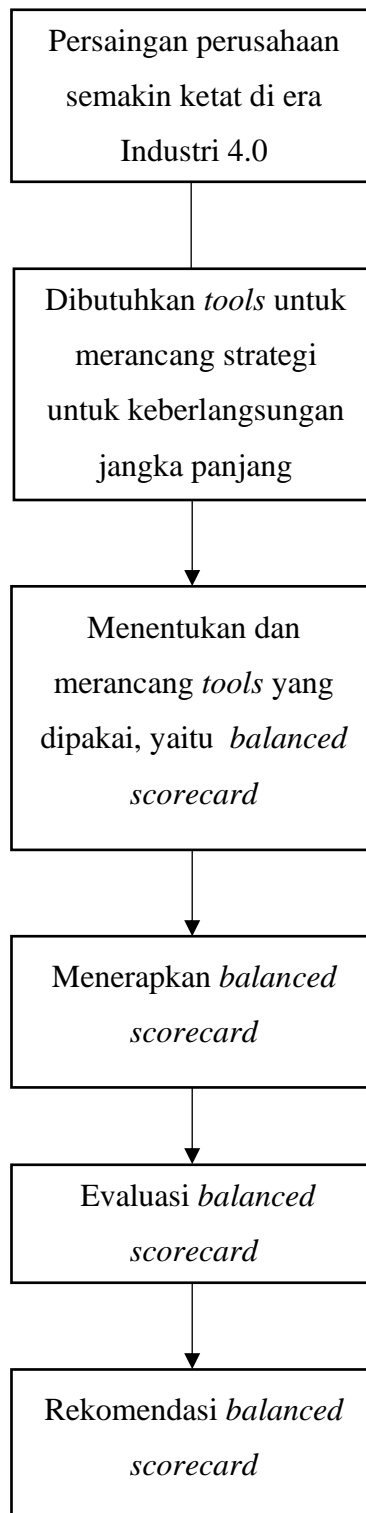 Persaingan perusahaan
semakin ketat di era
Industri 4.0
Dibutuhkan tools untuk
merancang strategi
untuk keberlangsungan
jangka panjang
Menentukan dan
merancang tools yang
dipakai, yaitu balanced
scorecard
Menerapkan balanced
scorecard
Evaluasi balanced
scorecard
Rekomendasi balanced
scorecard